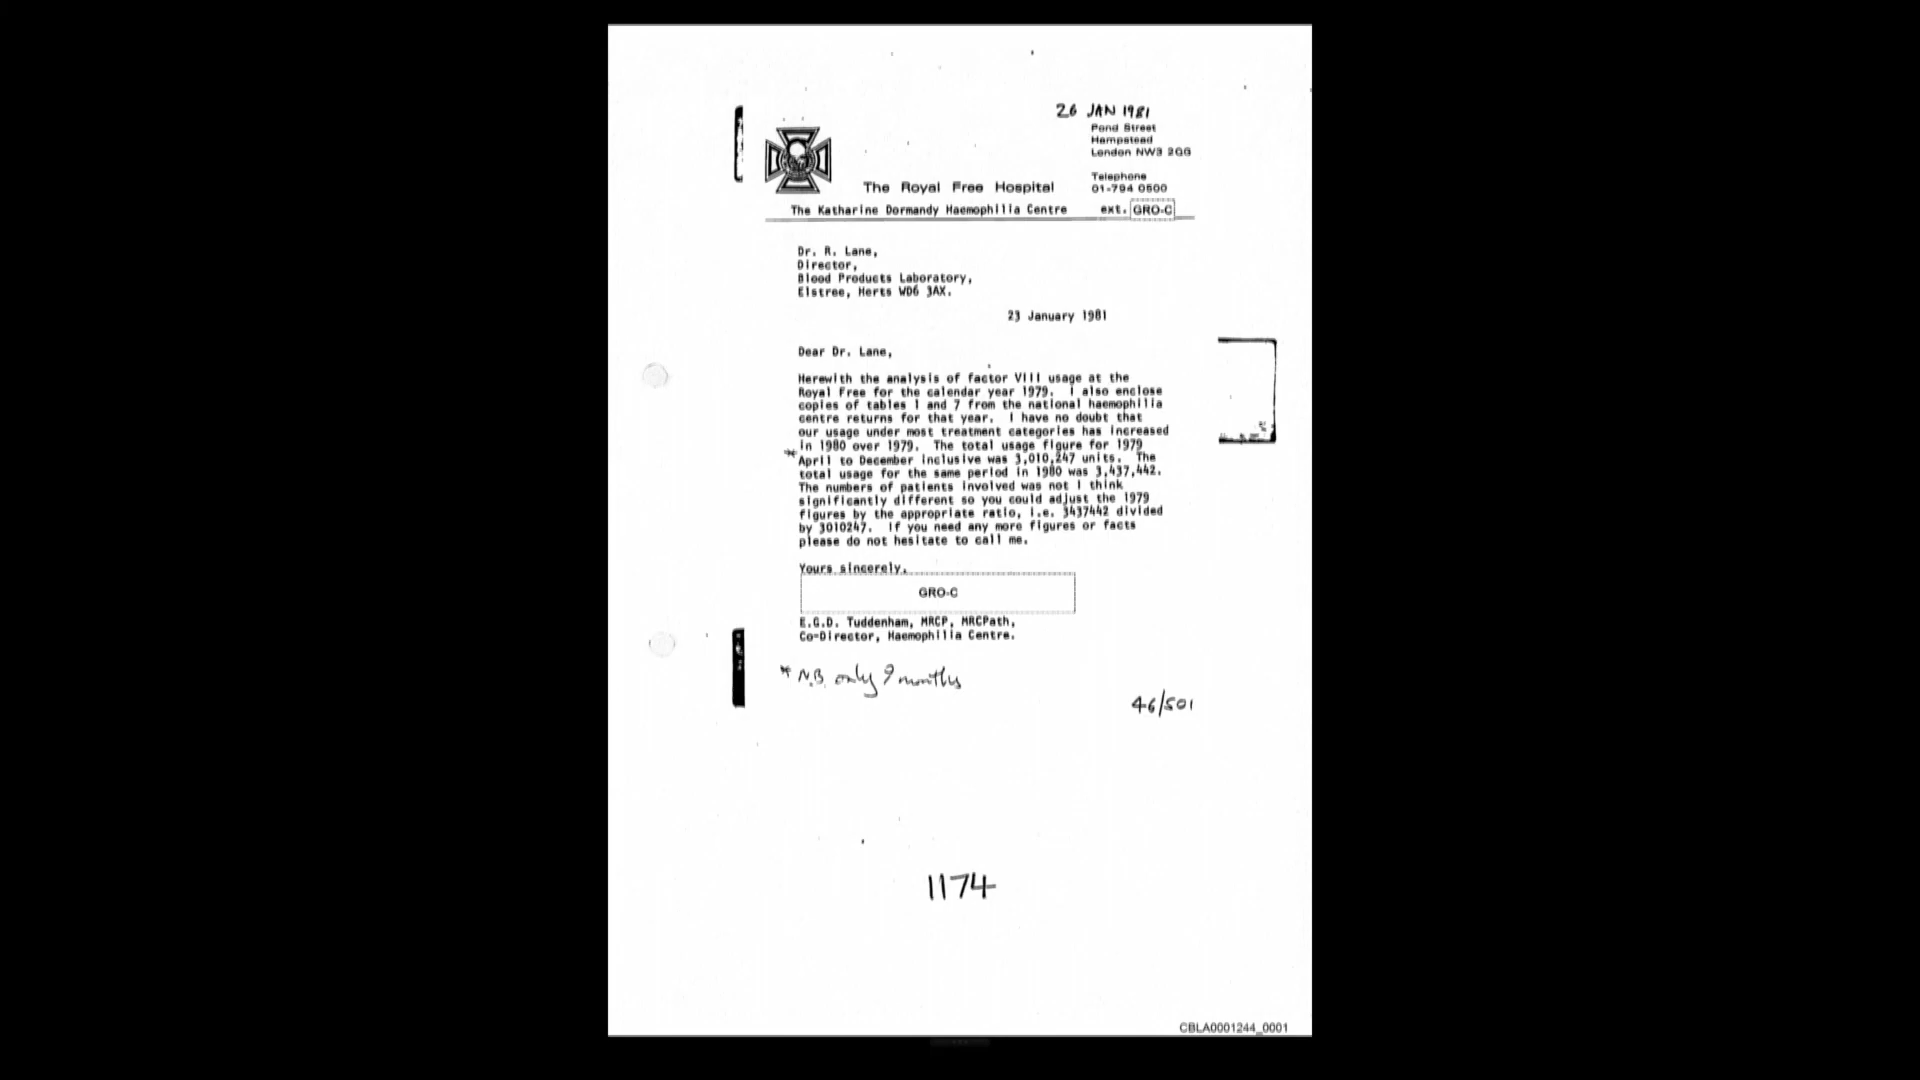 26 JAN 1981
Pond Street
Hampstead
London NW3 2QG
Telephone
01-794 0500
The Royal Free Hospital
The Katharine Dormandy Haemophilia Centre ext. GRO-C
Dr. R. Lane,
Director,
Blood Products Laboratory,
Elstree, Herts WD6 3AX.
23 January 1981
Dear Dr. Lane,
Herewith the analysis of factor VIII usage at the
Royal Free for the calendar year 1979. I also enclose
copies of tables 1 and 7 from the national haemophilia
centre returns for that year. I have no doubt that
our usage under most treatment categories has increased
in 1980 over 1979. The total usage figure for 1979
* April to December inclusive was 3,010,247 units. The
total usage for the same period in 1980 was 3,437,442.
The numbers of patients involved was not I think
significantly different so you could adjust the 1979
figures by the appropriate ratio, i.e. 3437442 divided
by 3010247. If you need any more figures or facts
please do not hesitate to call me.
Yours sincerely,
GRO-C
E.G.D. Tuddenham, MRCP, MRCPath,
Co-Director, Haemophilia Centre.
* N.B. only 9 months
46/501
1174
CBLA0001244_0001